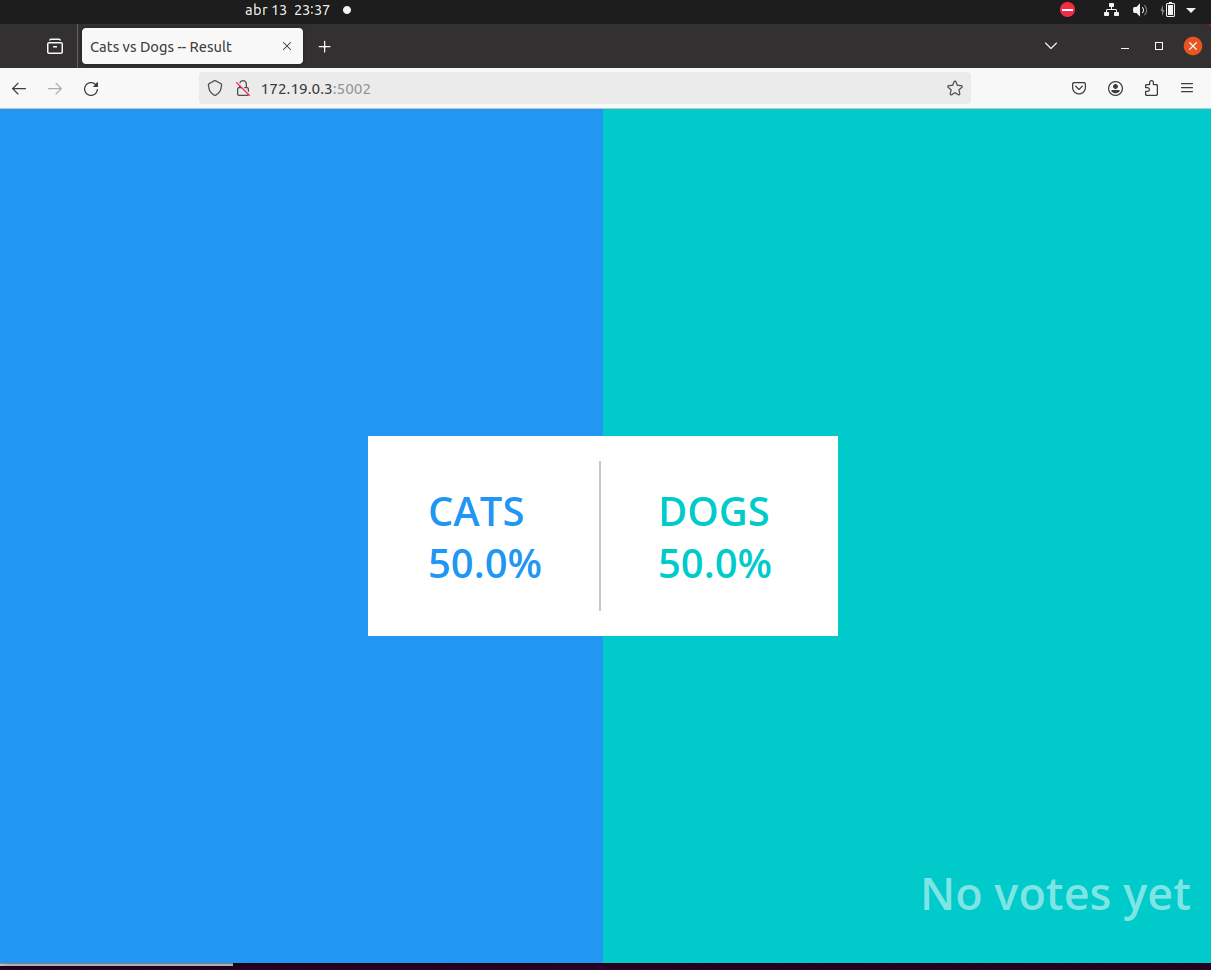 abr 13 23:37
Cats vs Dogs -- Result
172.19.0.3:5002
CATS
50.0%
DOGS
50.0%
No votes yet